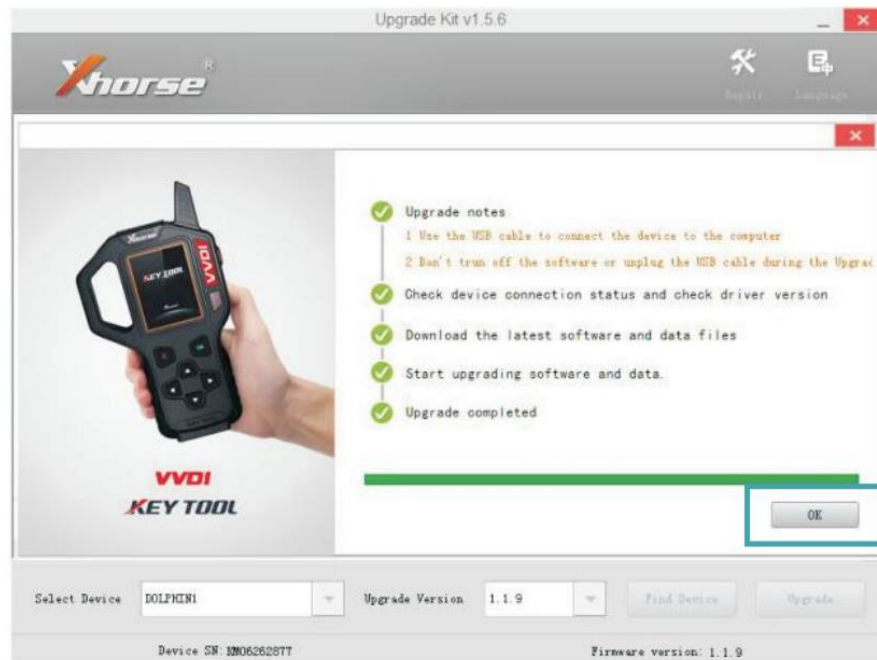 Upgrade Kit v1.5.6
Xhorse®
Repair
Language
Upgrade notes
1 Use the USB cable to connect the device to the computer
2 Don't trun off the software or unplug the USB cable during the Upgrac
Check device connection status and check driver version
Download the latest software and data files
Start upgrading software and data.
Upgrade completed
Xhorse
VVDI
KEY TOOL
VVDI
KEY TOOL
OK
Select Device
DOLPHIN1
Upgrade Version
1.1.9
Find Device
Upgrade
Device SN:
Firmware version: 1.1.9